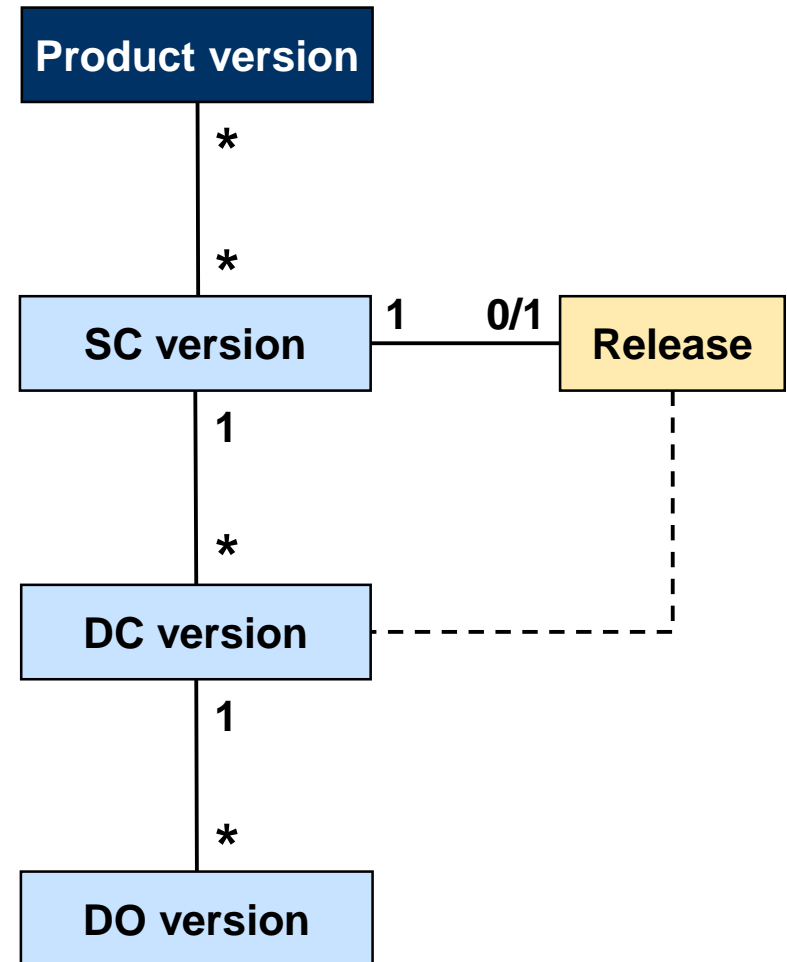 Product version
*
*
SC version
1 0/1
Release
1
*
DC version
1
*
DO version